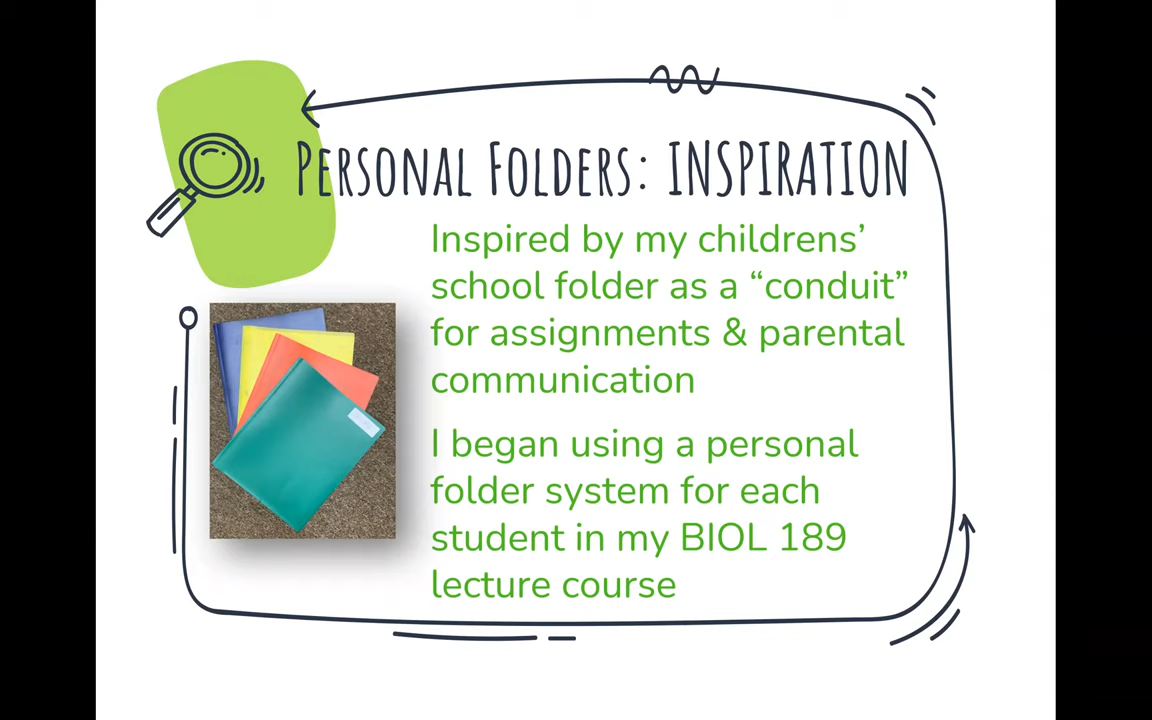 Personal Folders: INSPIRATION
Inspired by my childrens’
school folder as a “conduit”
for assignments & parental
communication
I began using a personal
folder system for each
student in my BIOL 189
lecture course